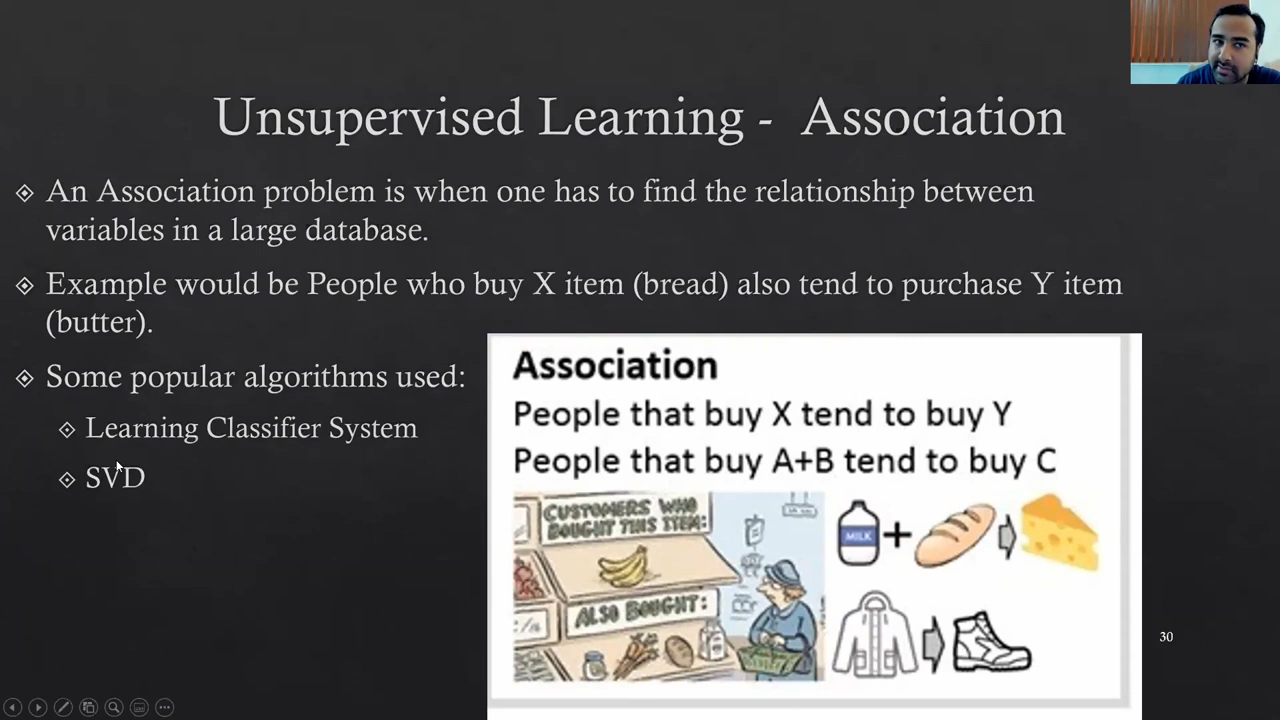 Unsupervised Learning - Association
An Association problem is when one has to find the relationship between
variables in a large database.
Example would be People who buy X item (bread) also tend to purchase Y item
(butter).
Some popular algorithms used:
Learning Classifier System
SVD
Association
People that buy X tend to buy Y
People that buy A+B tend to buy C
CUSTOMERS WHO
BOUGHT THIS ITEM:
ALSO BOUGHT:
MILK
30